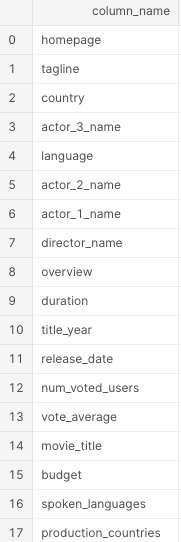 column_name
0 homepage
1 tagline
2 country
3 actor_3_name
4 language
5 actor_2_name
6 actor_1_name
7 director_name
8 overview
9 duration
10 title_year
11 release_date
12 num_voted_users
13 vote_average
14 movie_title
15 budget
16 spoken_languages
17 production_countries